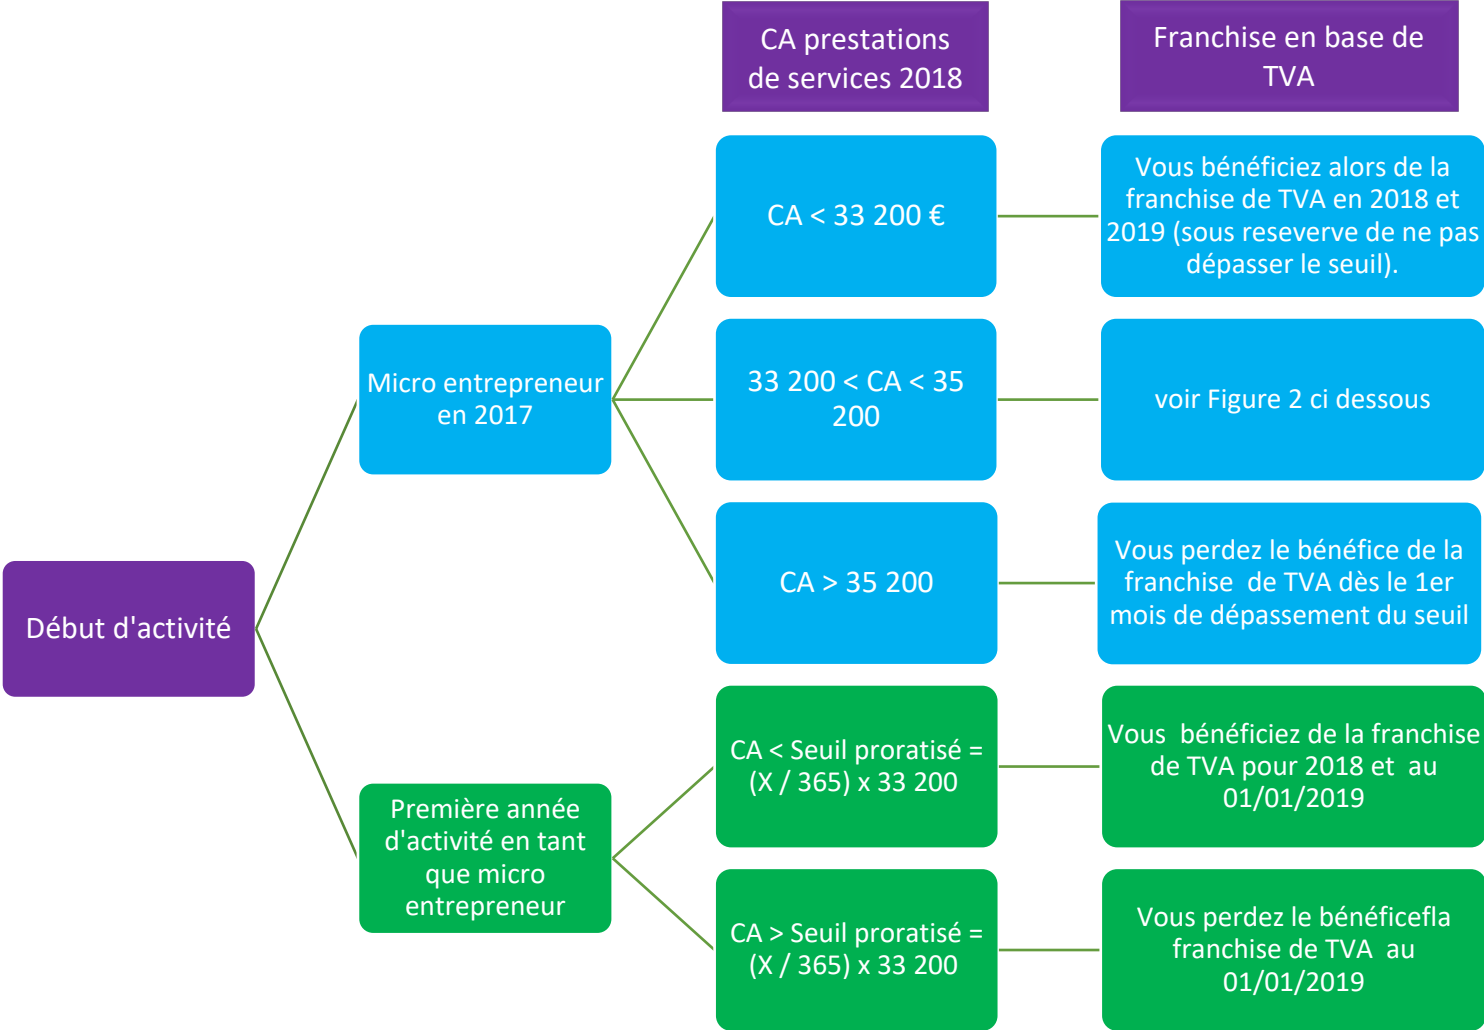 CA prestations
de services 2018
Franchise en base de
TVA
CA < 33 200 €
Vous bénéficiez alors de la
franchise de TVA en 2018 et
2019 (sous reseverve de ne pas
dépasser le seuil).
Micro entrepreneur
en 2017
33 200 < CA < 35
200
voir Figure 2 ci dessous
CA > 35 200
Vous perdez le bénéfice de la
franchise de TVA dès le 1er
mois de dépassement du seuil
Début d'activité
CA < Seuil proratisé =
(X / 365) x 33 200
Vous bénéficiez de la franchise
de TVA pour 2018 et au
01/01/2019
Première année
d'activité en tant
que micro
entrepreneur
CA > Seuil proratisé =
(X / 365) x 33 200
Vous perdez le bénéficefla
franchise de TVA au
01/01/2019